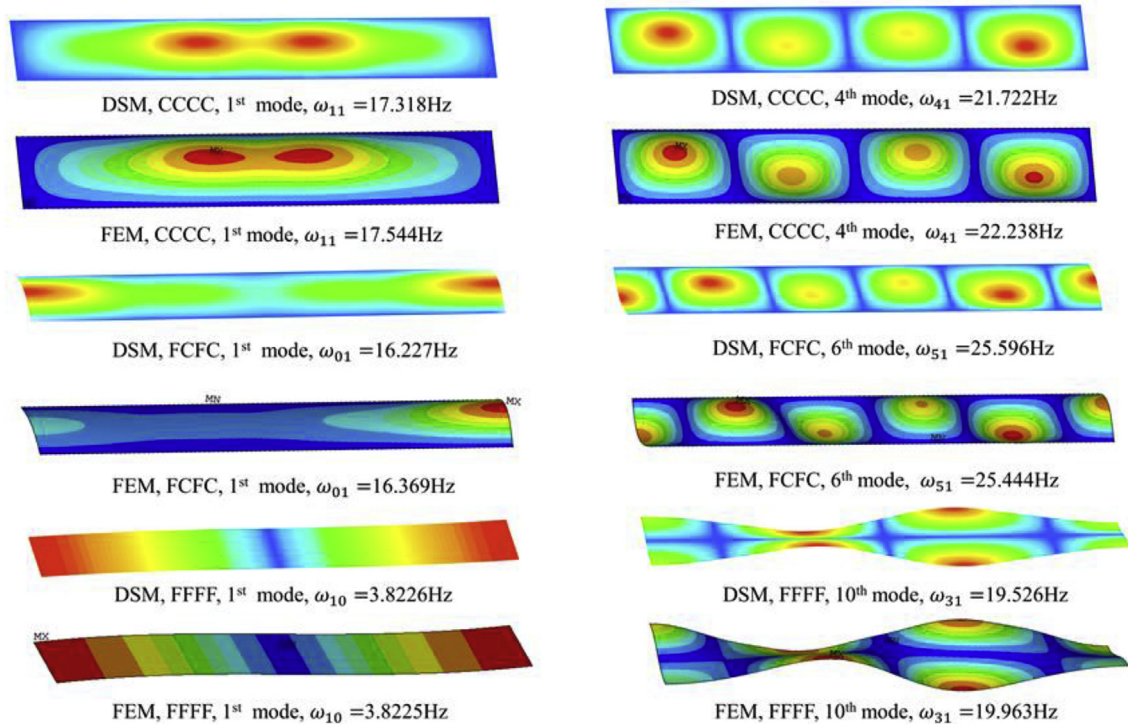 DSM, CCCC, 1st mode, ω11=17.318Hz
DSM, CCCC, 4th mode, ω41=21.722Hz
MX
MX
FEM, CCCC, 1st mode, ω11=17.544Hz
FEM, CCCC, 4th mode, ω41=22.238Hz
DSM, FCFC, 1st mode, ω01=16.227Hz
DSM, FCFC, 6th mode, ω51=25.596Hz
MN
MX
FEM, FCFC, 1st mode, ω01=16.369Hz
FEM, FCFC, 6th mode, ω51=25.444Hz
DSM, FFFF, 1st mode, ω10=3.8226Hz
DSM, FFFF, 10th mode, ω31=19.526Hz
MX
FEM, FFFF, 1st mode, ω10=3.8225Hz
FEM, FFFF, 10th mode, ω31=19.963Hz